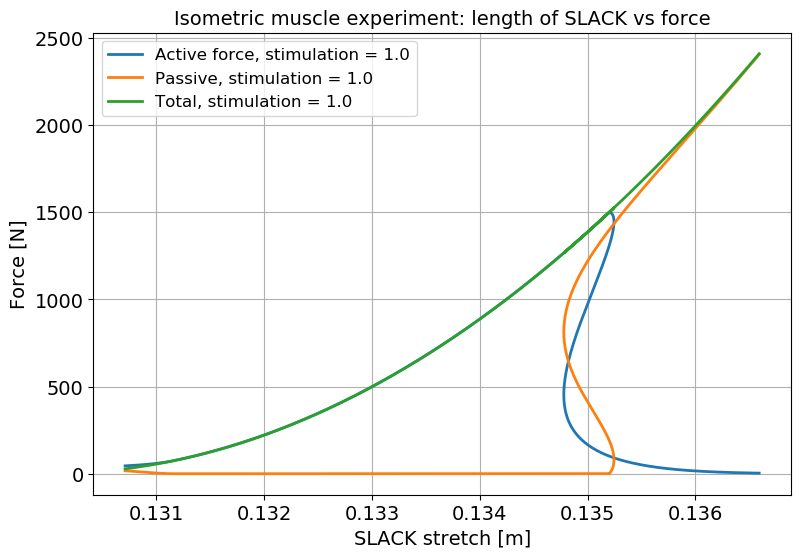 Isometric muscle experiment: length of SLACK vs force
Active force, stimulation = 1.0
Passive, stimulation = 1.0
Total, stimulation = 1.0
Force [N]
2500
2000
1500
1000
500
0
0.131 0.132 0.133 0.134 0.135 0.136
SLACK stretch [m]